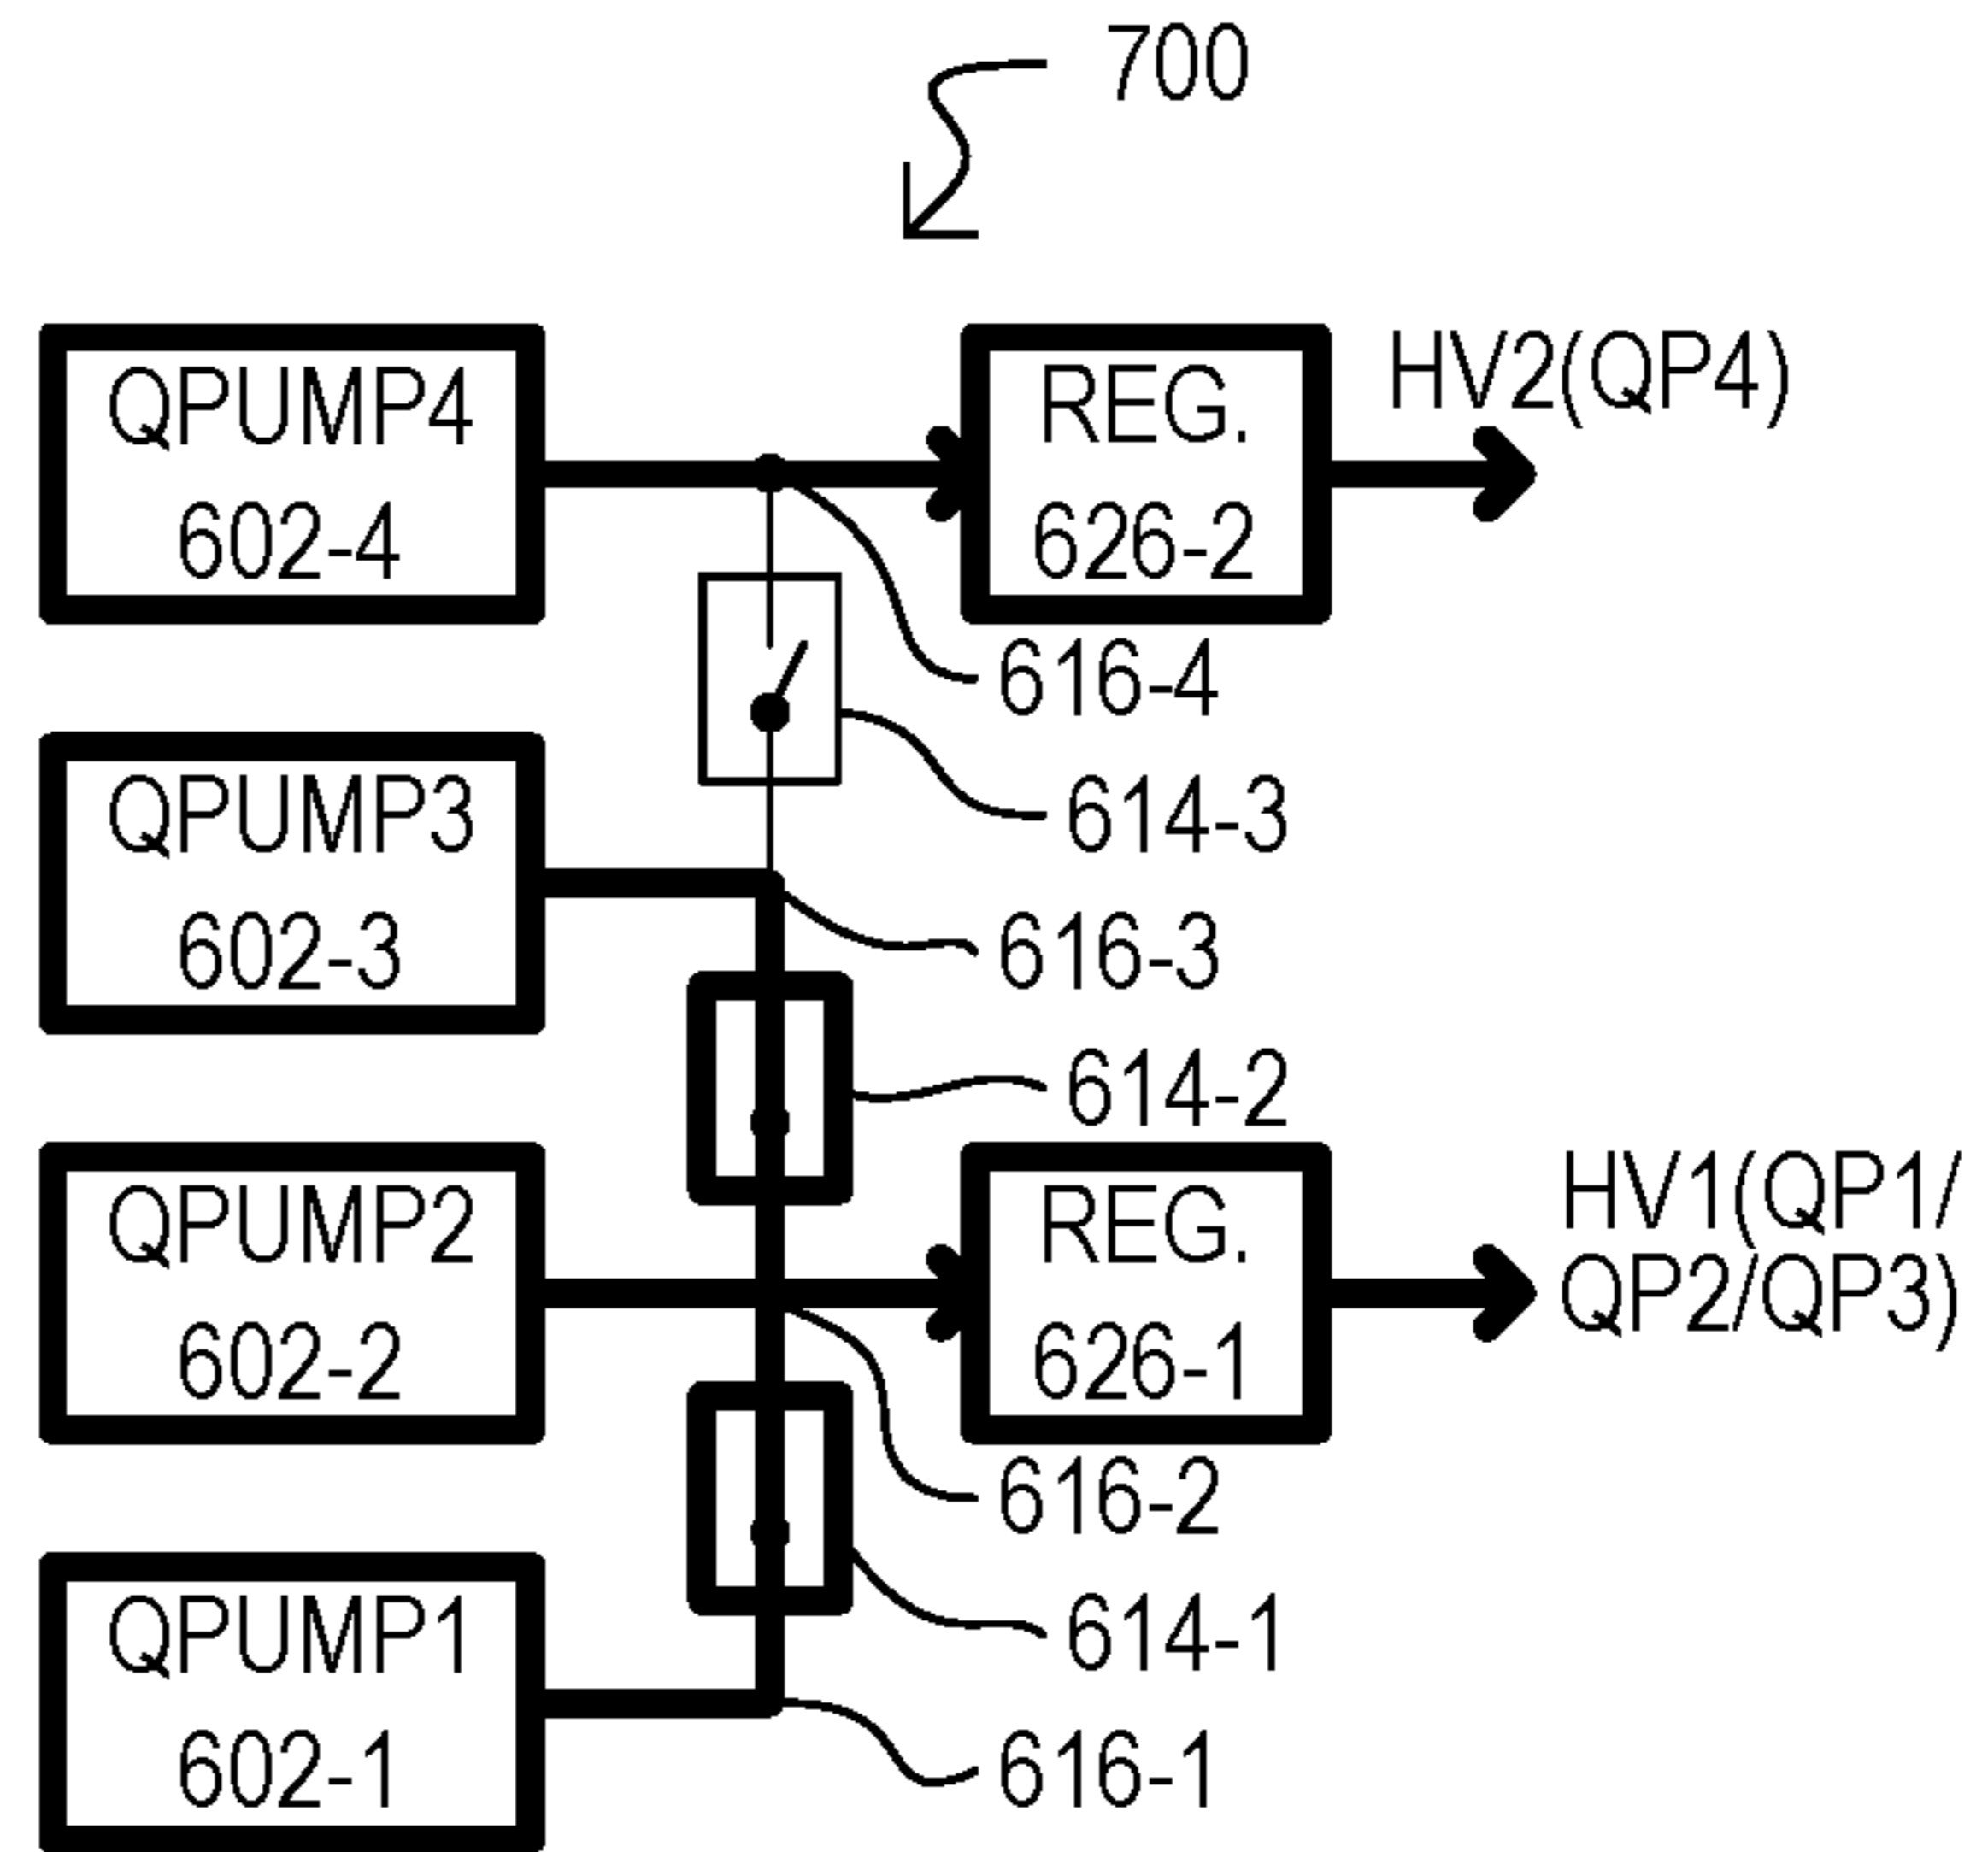 700
QPUMP4
602-4
REG.
626-2
HV2(QP4)
616-4
614-3
QPUMP3
602-3
616-3
614-2
QPUMP2
602-2
REG.
626-1
HV1(QP1/
QP2/QP3)
616-2
614-1
QPUMP1
602-1
616-1